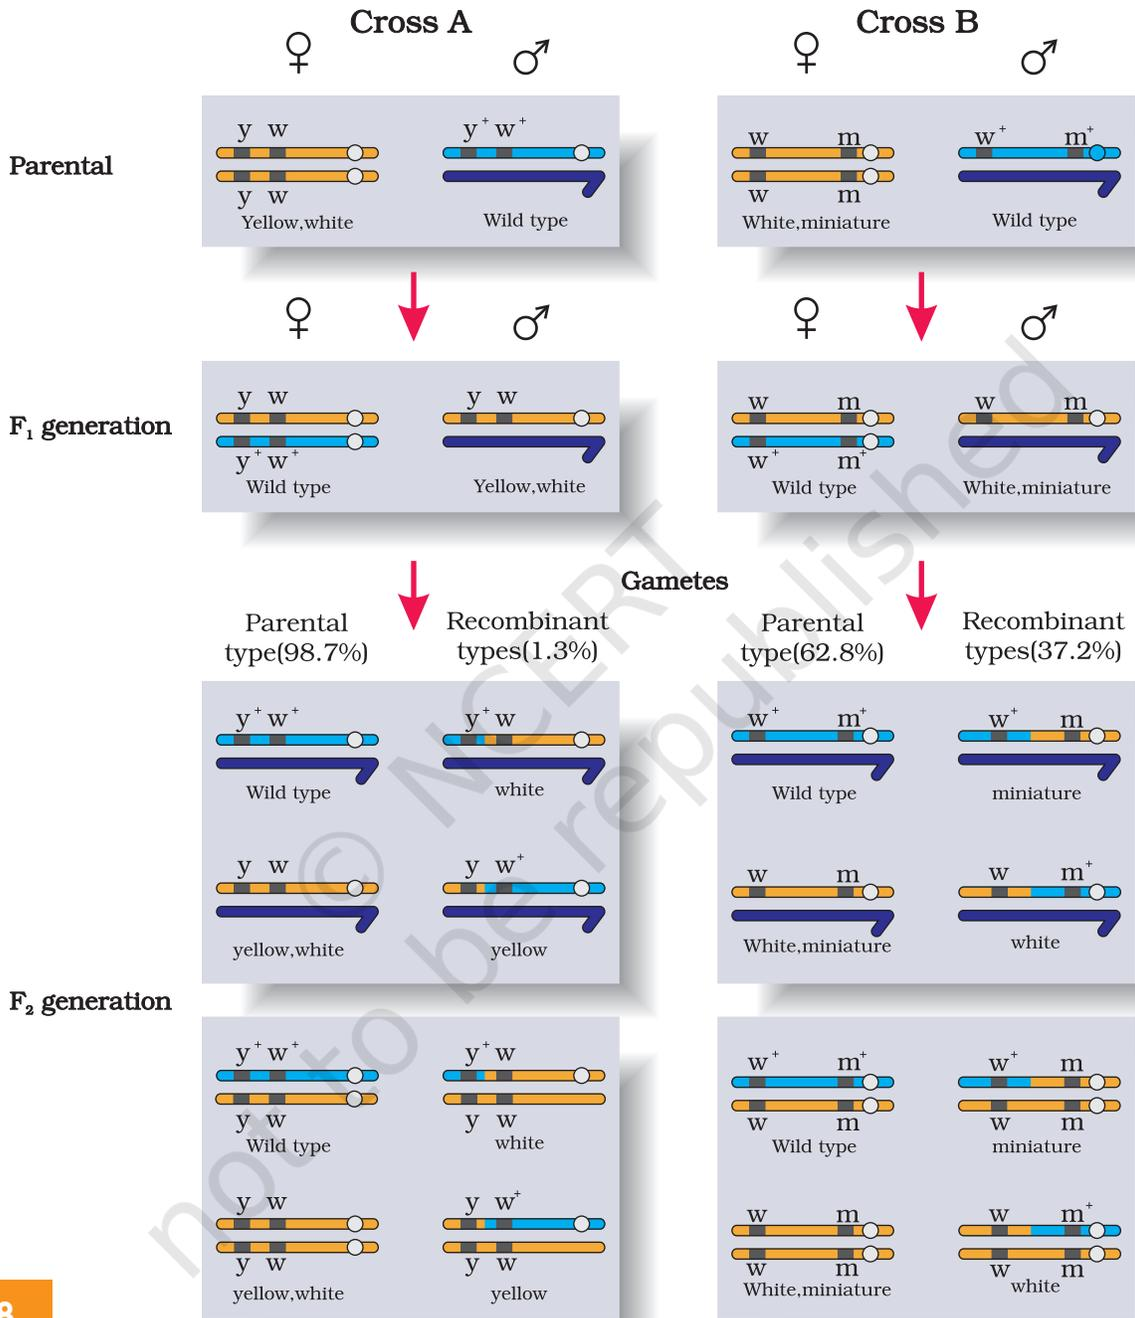 Cross A
Cross B
♀ ♂ ♀ ♂
Parental
y w
y w
Yellow,white
y+ w+
Wild type
w m
w m
White,miniature
w+ m+
Wild type
♀ ♂ ♀ ♂
F1 generation
y w
y+ w+
Wild type
y w
Yellow,white
w m
w+ m+
Wild type
w m
White,miniature
Gametes
Parental
type(98.7%)
Recombinant
types(1.3%)
Parental
type(62.8%)
Recombinant
types(37.2%)
y+ w+
Wild type
y+ w
white
w+ m+
Wild type
w+ m
miniature
y w
yellow,white
y w+
yellow
w m
White,miniature
w m+
white
F2 generation
y+ w+
y w
Wild type
y+ w
y w
white
w+ m+
w m
Wild type
w+ m
w m
miniature
y w
y w
yellow,white
y w+
y w
yellow
w m
w m
White,miniature
w m+
w m
white
© NCERT
not to be republished